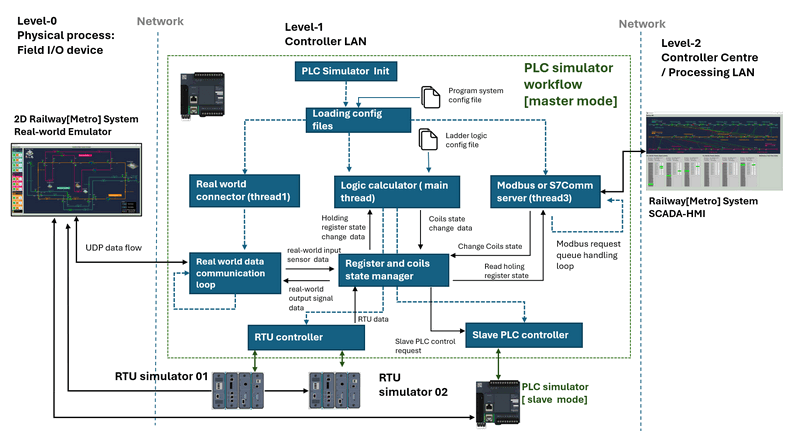 Level-0
Physical process:
Field I/O device
Network
Level-1
Controller LAN
Network
Level-2
Controller Centre
/ Processing LAN
PLC Simulator Init
PLC simulator
workflow
[master mode]
Program system
config file
Loading config
files
Ladder logic
config file
2D Railway[Metro] System
Real-world Emulator
Real world
connector (thread1)
Logic calculator ( main
thread)
Modbus or S7Comm
server (thread3)
Railway[Metro] System
SCADA-HMI
Holding
register state
change data
Coils state
change data
UDP data flow
Real world data
communication
loop
real-world input
sensor data
real-world
output signal
data
Register and coils
state manager
Change Coils state
Read holing
register state
Modbus request
queue handling
loop
RTU data
RTU controller
Slave PLC control
request
Slave PLC controller
RTU simulator 01
RTU
simulator 02
PLC simulator
[ slave mode]